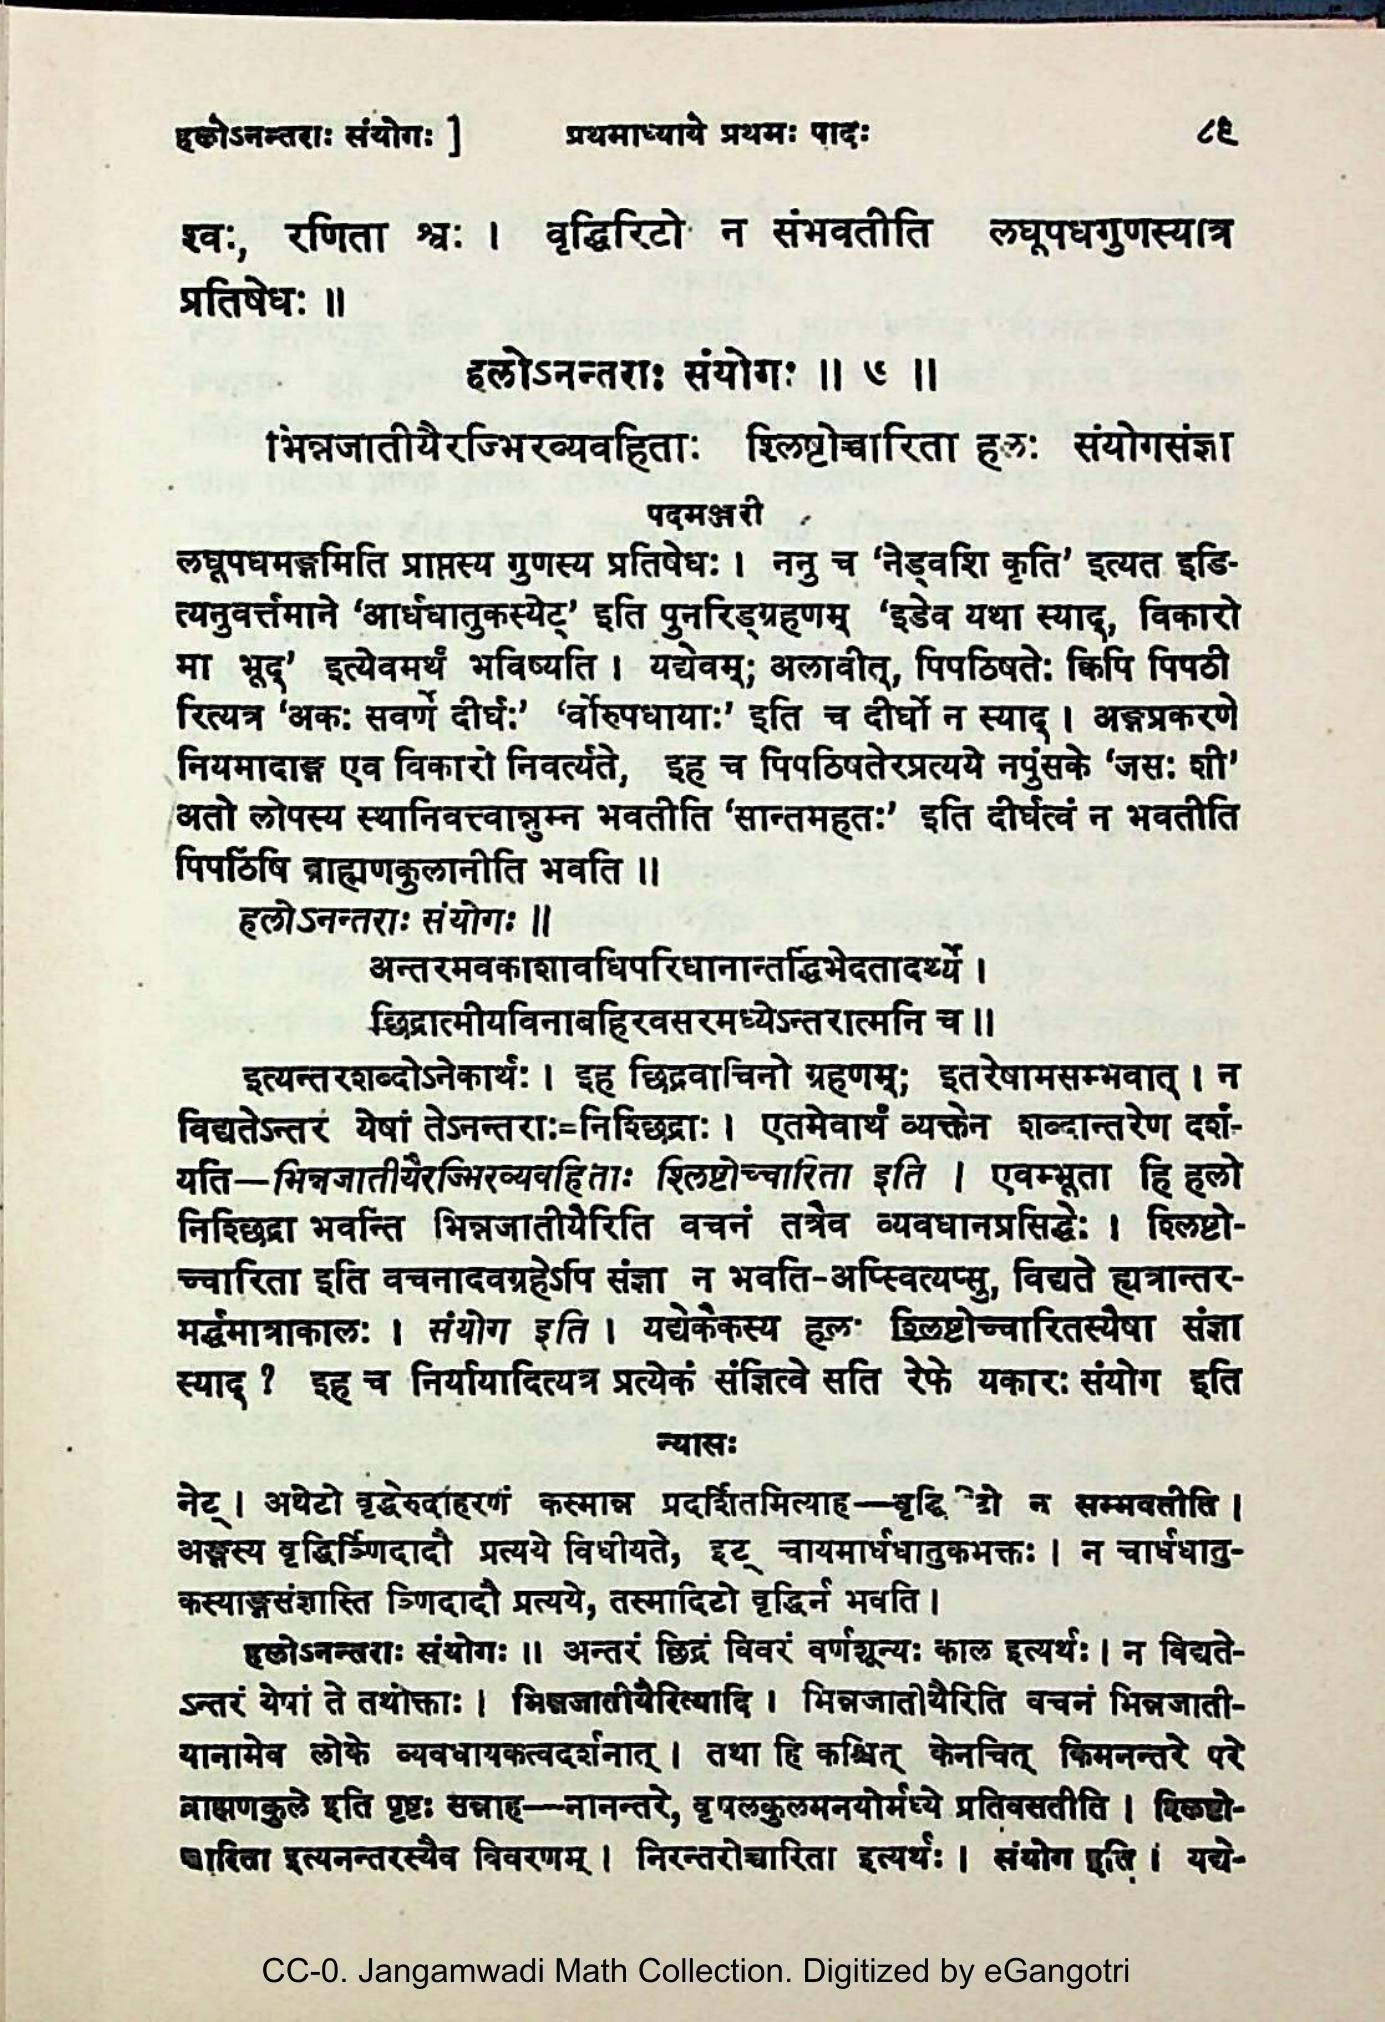 हलोऽनन्तराः संयोगः ] प्रथमाध्याये प्रथमः पादः ८९
श्वः, रणिता श्वः । वृद्धिरिटो न संभवतीति लघूपधगुणस्यात्र
प्रतिषेधः ॥
हलोऽनन्तराः संयोगः ॥ ७ ॥
भिन्नजातीयैरज्भिरव्यवहिताः श्लिष्टोच्चारिता हलः संयोगसंज्ञा
पदमञ्जरी
लघूपधमङ्गमिति प्राप्तस्य गुणस्य प्रतिषेधः । ननु च ‘नेड्वशि कृति’ इत्यत इडि-
त्यनुवर्त्तमाने ‘आर्धधातुकस्येट्’ इति पुनरिड्ग्रहणम् ‘इडेव यथा स्याद्, विकारो
मा भूद्’ इत्येवमर्थं भविष्यति । यद्येवम्; अलावीत्, पिपठिषतेः क्विपि पिपठी
रित्यत्र ‘अकः सवर्णे दीर्घः’ ‘र्वोरुपधायाः’ इति च दीर्घो न स्याद् । अङ्गप्रकरणे
नियमादाङ्ग एव विकारो निवर्त्यते, इह च पिपठिषतेरप्रत्यये नपुंसके ‘जसः शी’
अतो लोपस्य स्थानिवत्त्वान्नुम्न भवतीति ‘सान्तमहतः’ इति दीर्घत्वं न भवतीति
पिपठिंषि ब्राह्मणकुलानीति भवति ॥
हलोऽनन्तराः संयोगः ॥
अन्तरमवकाशावधिपरिधानान्तर्द्धिभेदतादर्थ्ये ।
छिद्रात्मीयविनाबहिरवसरमध्येऽन्तरात्मनि च ॥
इत्यन्तरशब्दोऽनेकार्थः । इह छिद्रवाचिनो ग्रहणम्; इतरेषामसम्भवात् । न
विद्यतेऽन्तरं येषां तेऽनन्तराः=निश्छिद्राः । एतमेवार्थं व्यक्तेन शब्दान्तरेण दर्श-
यति—भिन्नजातीयैरज्भिरव्यवहिताः श्लिष्टोच्चारिता इति । एवम्भूता हि हलो
निश्छिद्रा भवन्ति भिन्नजातीयैरिति वचनं तत्रैव व्यवधानप्रसिद्धेः । श्लिष्टो-
च्चारिता इति वचनादवग्रहेऽपि संज्ञा न भवति-अप्स्वित्यप्सु, विद्यते ह्यत्रान्तर-
मर्द्धमात्राकालः । संयोग इति । यद्येकैकस्य हलः श्लिष्टोच्चारितस्यैषा संज्ञा
स्याद् ? इह च निर्यायादित्यत्र प्रत्येकं संज्ञित्वे सति रेफे यकारः संयोग इति
न्यासः
नेट् । अथेटो वृद्धेरुदाहरणं कस्मान्न प्रदर्शितमित्याह—वृद्धि टो न सम्भवतीति ।
अङ्गस्य वृद्धिर्ञ्णिदादौ प्रत्यये विधीयते, इट् चायमार्धधातुकभक्तः । न चार्धधातु-
कस्याङ्गसंज्ञास्ति ञ्णिदादौ प्रत्यये, तस्मादिटो वृद्धिर्न भवति ।
हलोऽनन्तराः संयोगः ॥ अन्तरं छिद्रं विवरं वर्णशून्यः काल इत्यर्थः । न विद्यते-
ऽन्तरं येषां ते तथोक्ताः । भिन्नजातीयैरित्यादि । भिन्नजातीयैरिति वचनं भिन्नजाती-
यानामेव लोके व्यवधायकत्वदर्शनात् । तथा हि कश्चित् केनचित् किमनन्तरे परे
ब्राह्मणकुले इति पृष्टः सन्नाह—नानन्तरे, वृषलकुलमनयोर्मध्ये प्रतिवसतीति । श्लिष्टो-
च्चारिता इत्यनन्तरस्यैव विवरणम् । निरन्तरोच्चारिता इत्यर्थः । संयोग इति । यद्ये-
CC-0. Jangamwadi Math Collection. Digitized by eGangotri